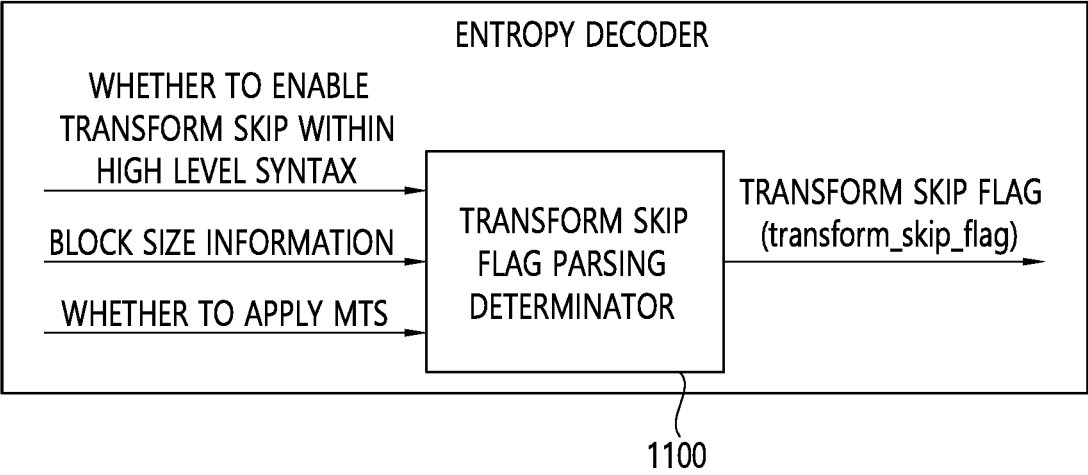 ENTROPY DECODER
WHETHER TO ENABLE
TRANSFORM SKIP WITHIN
HIGH LEVEL SYNTAX
BLOCK SIZE INFORMATION
WHETHER TO APPLY MTS
TRANSFORM SKIP
FLAG PARSING
DETERMINATOR
TRANSFORM SKIP FLAG
(transform_skip_flag)
1100